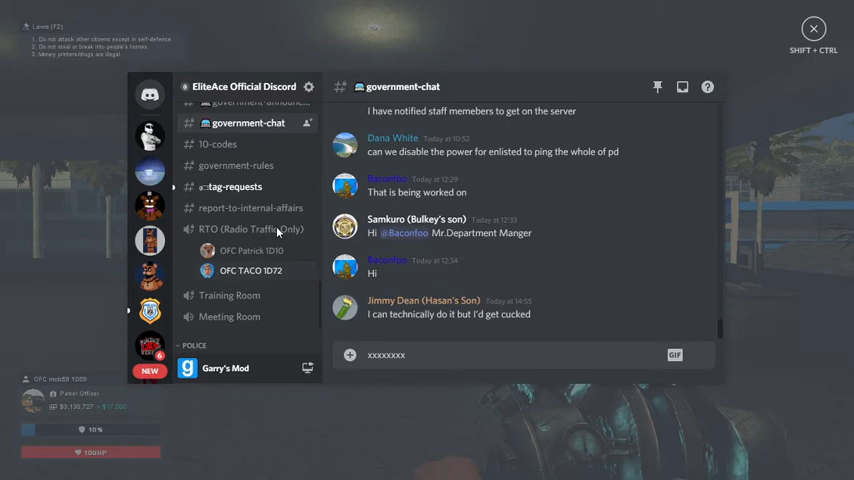 Laws (F2)
1. Do not attack other citizens except in self-defense.
2. Do not steal or break into people's homes.
3. Money printers/drugs are illegal.
SHIFT + CTRL
EliteAce Official Discord
# government-announc...
# government-chat
# 10-codes
# government-rules
# tag-requests
# report-to-internal-affairs
RTO (Radio Traffic Only)
OFC Patrick 1D10
OFC TACO 1D72
Training Room
Meeting Room
POLICE
Garry's Mod
6
NEW
government-chat
I have notified staff memebers to get on the server
Dana White Today at 10:52
can we disable the power for enlisted to ping the whole of pd
Baconfoo Today at 12:29
That is being worked on
Samkuro (Bulkey's son) Today at 12:33
Hi @Baconfoo Mr.Department Manger
Baconfoo Today at 12:34
Hi
Jimmy Dean (Hasan's Son) Today at 14:55
I can technically do it but I'd get cucked
xxxxxxxx
GIF
Patrol Officer
$3,138,727 + $17,000
10%
100HP